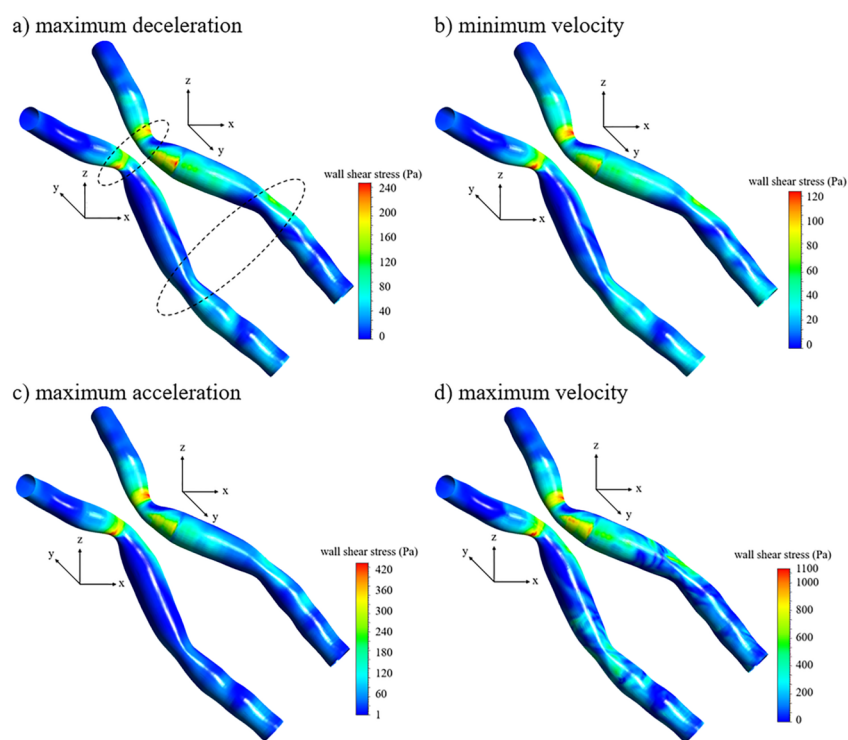 a) maximum deceleration
z
x
y
z
y
x
wall shear stress (Pa)
240
200
160
120
80
40
0
b) minimum velocity
z
x
y
z
y
x
wall shear stress (Pa)
120
100
80
60
40
20
0
c) maximum acceleration
z
x
y
y
z
x
wall shear stress (Pa)
420
360
300
240
180
120
60
1
d) maximum velocity
z
x
y
y
z
x
wall shear stress (Pa)
1100
1000
800
600
400
200
0